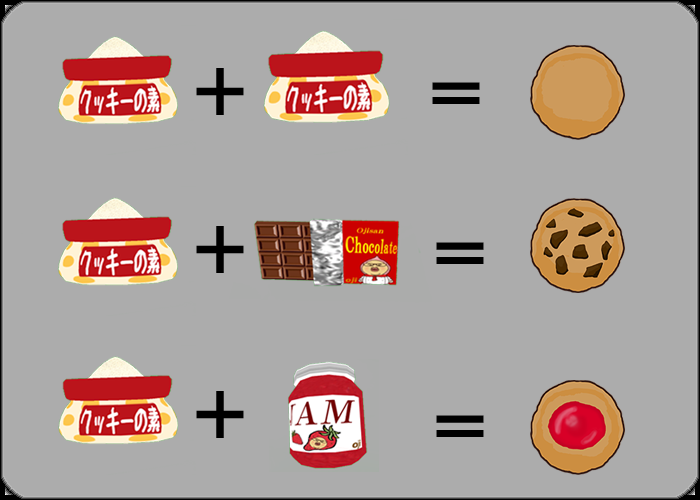 クッキーの素 + クッキーの素 =
クッキーの素 + Ojisan
Chocolate
oji =
クッキーの素 + JAM =